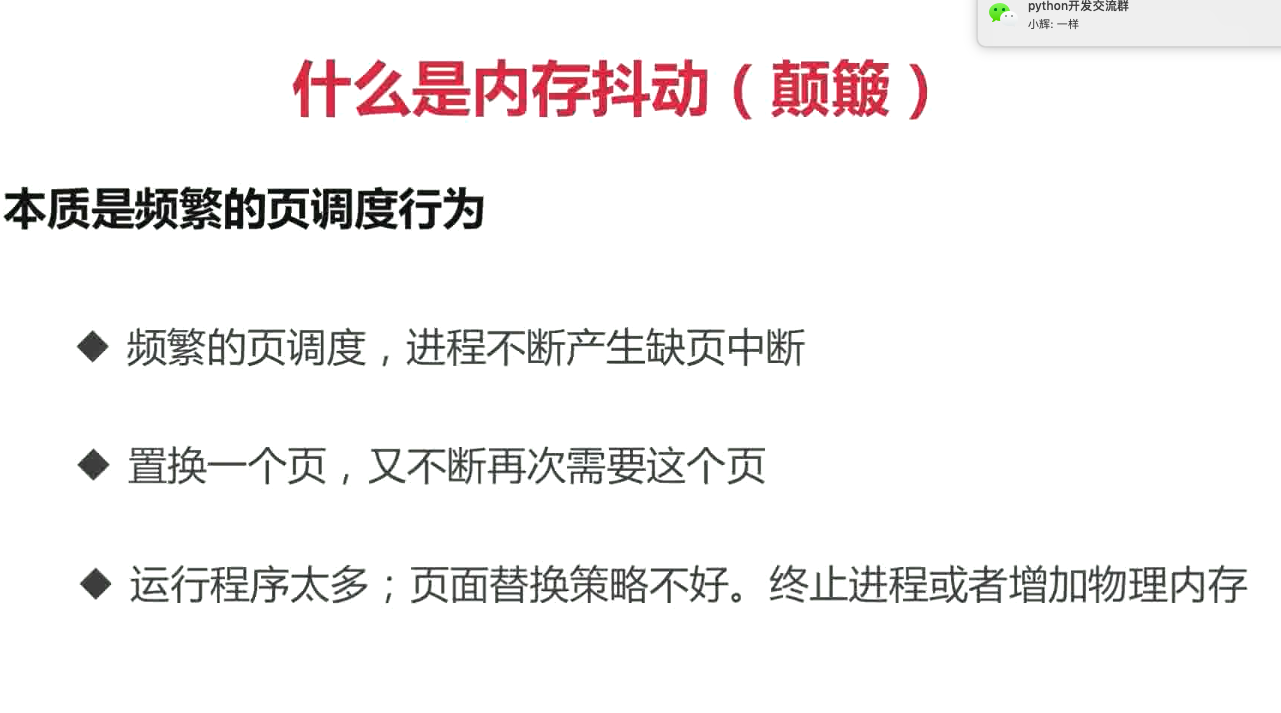 python开发交流群
小辉: 一样
什么是内存抖动（颠簸）
本质是频繁的页调度行为
◆ 频繁的页调度，进程不断产生缺页中断
◆ 置换一个页，又不断再次需要这个页
◆ 运行程序太多；页面替换策略不好。终止进程或者增加物理内存